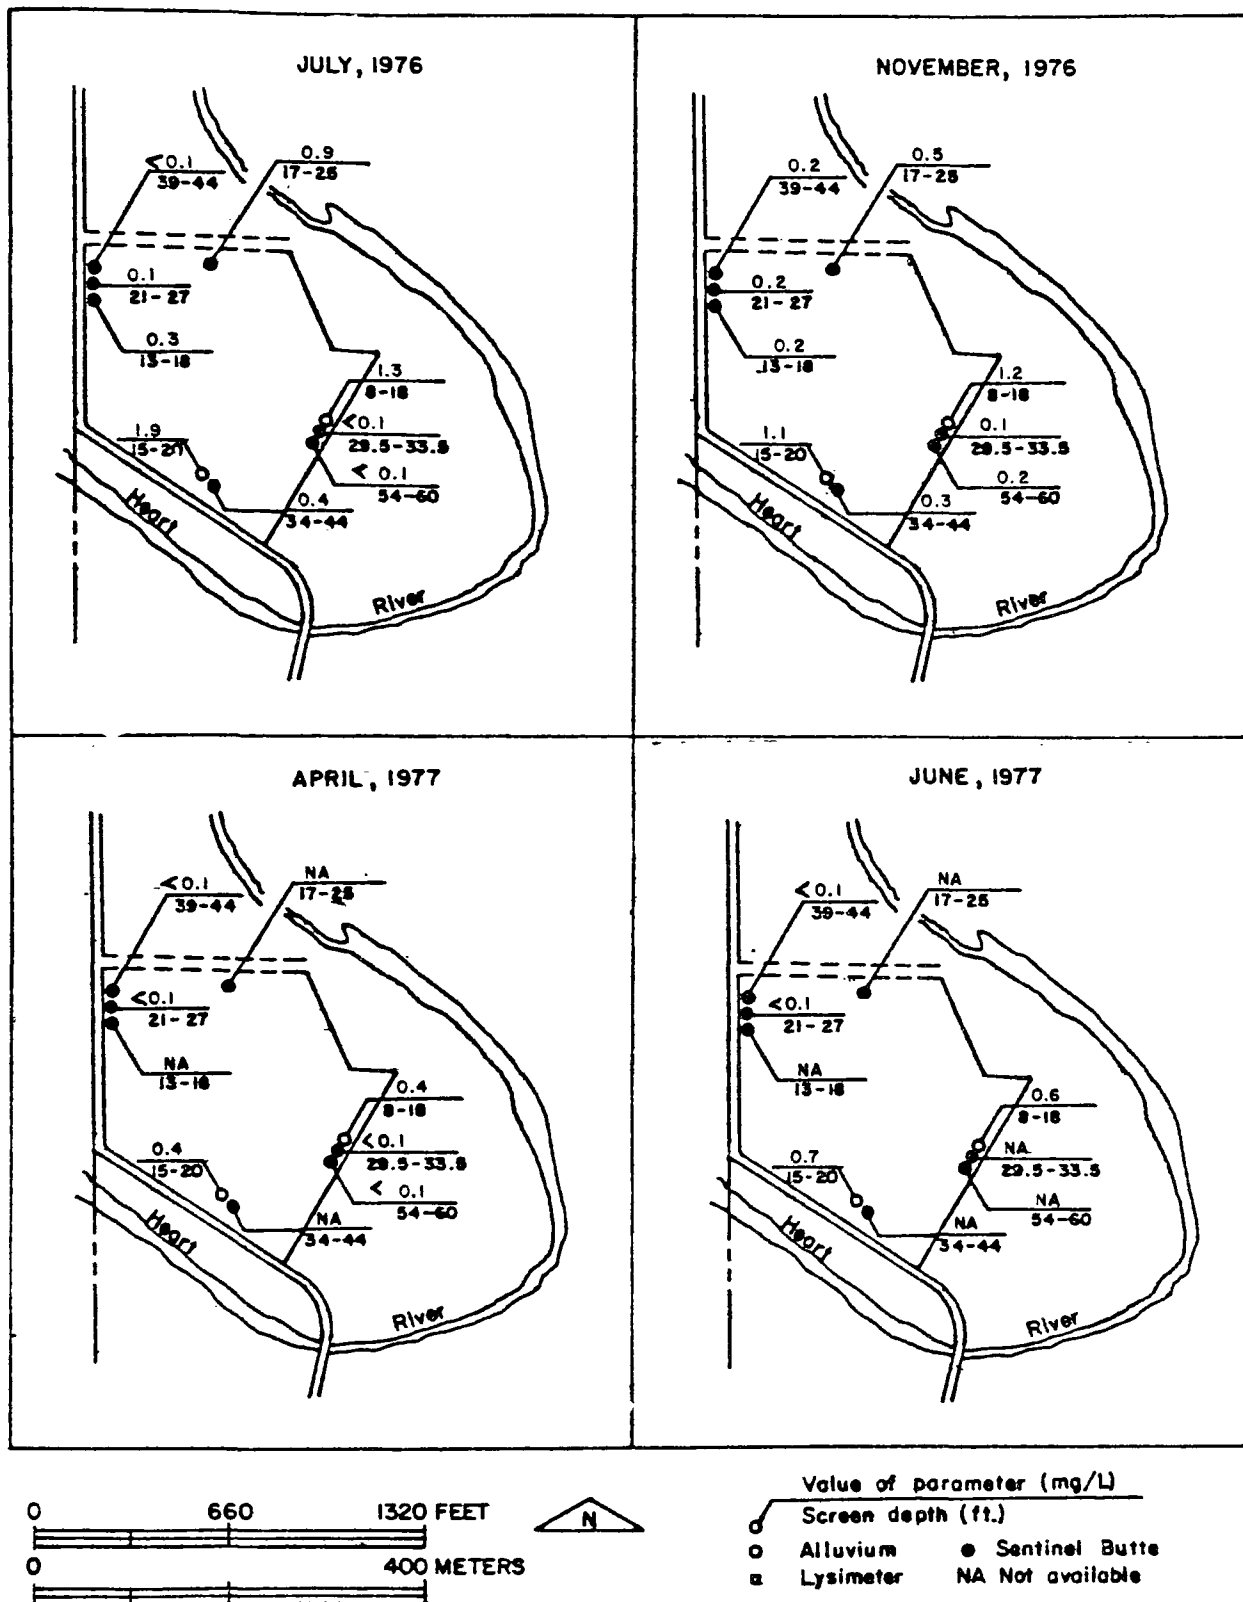 JULY, 1976
<0.1
39-44
0.9
17-25
0.1
21-27
0.3
13-18
1.3
8-18
<0.1
29.5-33.5
<0.1
54-60
1.9
15-20
0.4
34-44
Heart
River
NOVEMBER, 1976
0.2
39-44
0.5
17-25
0.2
21-27
0.2
13-18
1.2
8-18
0.1
29.5-33.5
0.2
54-60
1.1
15-20
0.3
34-44
Heart
River
APRIL, 1977
<0.1
39-44
NA
17-25
<0.1
21-27
NA
13-18
0.4
8-18
<0.1
29.5-33.5
<0.1
54-60
0.4
15-20
NA
34-44
Heart
River
JUNE, 1977
<0.1
39-44
NA
17-25
<0.1
21-27
NA
13-18
0.6
8-18
NA
29.5-33.5
NA
54-60
0.7
15-20
NA
34-44
Heart
River
0 660 1320 FEET
0 400 METERS
N
Value of parameter (mg/L)
Screen depth (ft.)
Alluvium Sentinel Butte
Lysimeter NA Not available